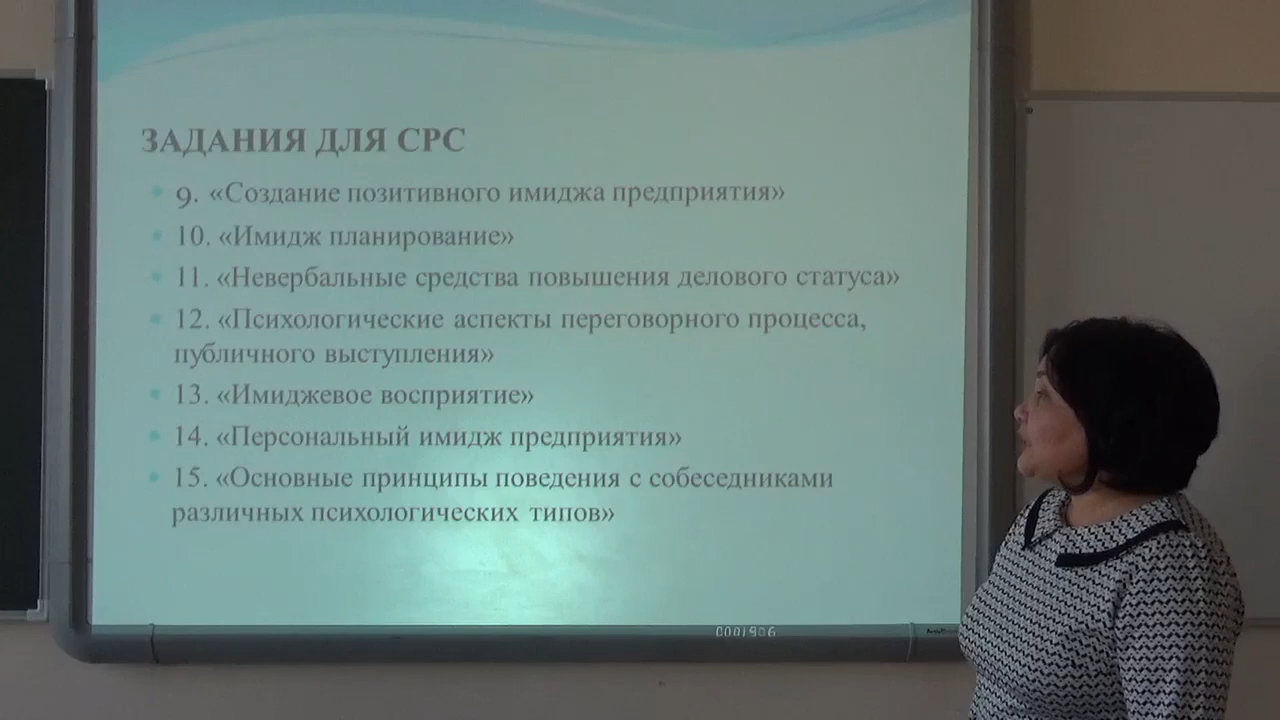 ЗАДАНИЯ ДЛЯ СРС
9. «Создание позитивного имиджа предприятия»
10. «Имидж планирование»
11. «Невербальные средства повышения делового статуса»
12. «Психологические аспекты переговорного процесса,
публичного выступления»
13. «Имиджевое восприятие»
14. «Персональный имидж предприятия»
15. «Основные принципы поведения с собеседниками
различных психологических типов»
0001906